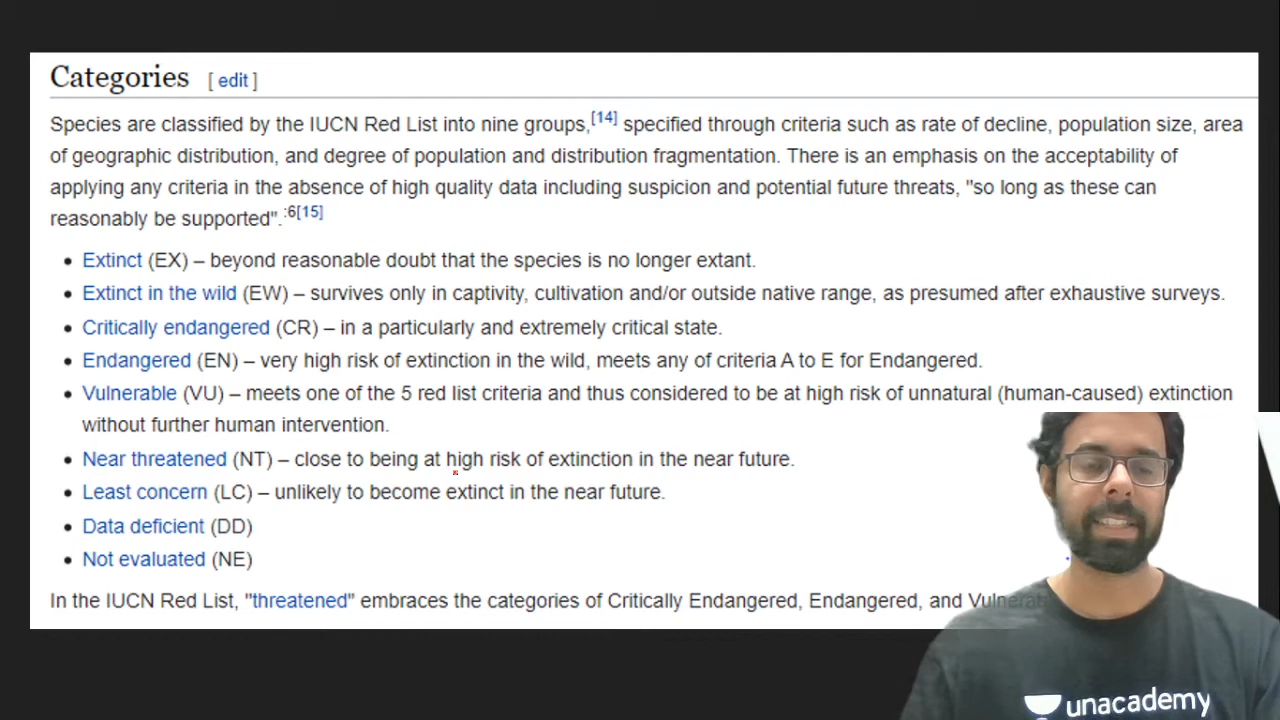 Categories [ edit ]
Species are classified by the IUCN Red List into nine groups,[14] specified through criteria such as rate of decline, population size, area
of geographic distribution, and degree of population and distribution fragmentation. There is an emphasis on the acceptability of
applying any criteria in the absence of high quality data including suspicion and potential future threats, "so long as these can
reasonably be supported".:6[15]
• Extinct (EX) – beyond reasonable doubt that the species is no longer extant.
• Extinct in the wild (EW) – survives only in captivity, cultivation and/or outside native range, as presumed after exhaustive surveys.
• Critically endangered (CR) – in a particularly and extremely critical state.
• Endangered (EN) – very high risk of extinction in the wild, meets any of criteria A to E for Endangered.
• Vulnerable (VU) – meets one of the 5 red list criteria and thus considered to be at high risk of unnatural (human-caused) extinction
without further human intervention.
• Near threatened (NT) – close to being at high risk of extinction in the near future.
• Least concern (LC) – unlikely to become extinct in the near future.
• Data deficient (DD)
• Not evaluated (NE)
In the IUCN Red List, "threatened" embraces the categories of Critically Endangered, Endangered, and
unacademy